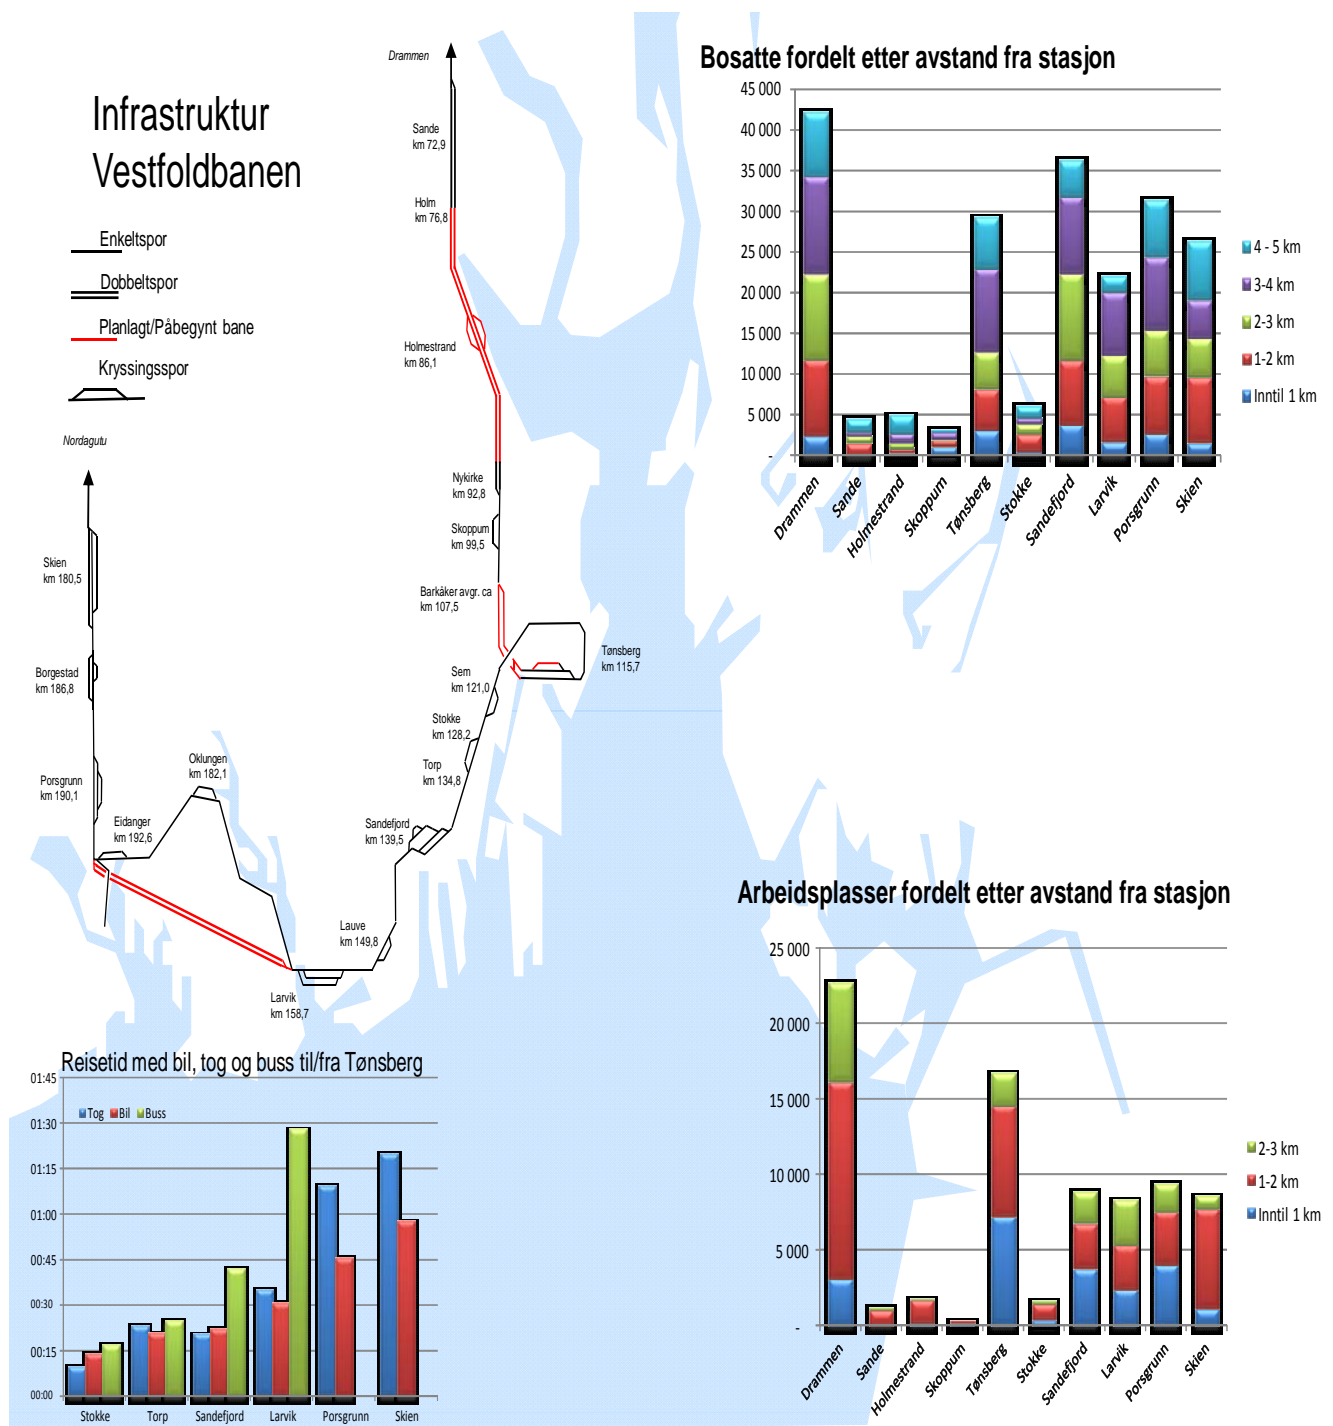 Infrastruktur
Vestfoldbanen
Enkeltspor
Dobbeltspor
Planlagt/Påbegynt bane
Kryssingsspor
Nordagutu
Skien
km 180,5
Borgestad
km 186,8
Porsgrunn
km 190,1
Eidanger
km 192,6
Oklungen
km 182,1
Larvik
km 158,7
Lauve
km 149,8
Sandefjord
km 139,5
Torp
km 134,8
Stokke
km 128,2
Sem
km 121,0
Tønsberg
km 115,7
Barkåker avgr. ca
km 107,5
Skoppum
km 99,5
Nykirke
km 92,8
Holmestrand
km 86,1
Holm
km 76,8
Sande
km 72,9
Drammen
Bosatte fordelt etter avstand fra stasjon
45 000
40 000
35 000
30 000
25 000
20 000
15 000
10 000
5 000
-
Drammen
Sande
Holmestrand
Skoppum
Tønsberg
Stokke
Sandefjord
Larvik
Porsgrunn
Skien
4 - 5 km
3-4 km
2-3 km
1-2 km
Inntil 1 km
Arbeidsplasser fordelt etter avstand fra stasjon
25 000
20 000
15 000
10 000
5 000
-
Drammen
Sande
Holmestrand
Skoppum
Tønsberg
Stokke
Sandefjord
Larvik
Porsgrunn
Skien
2-3 km
1-2 km
Inntil 1 km
Reisetid med bil, tog og buss til/fra Tønsberg
01:45
01:30
01:15
01:00
00:45
00:30
00:15
00:00
Tog Bil Buss
Stokke Torp Sandefjord Larvik Porsgrunn Skien